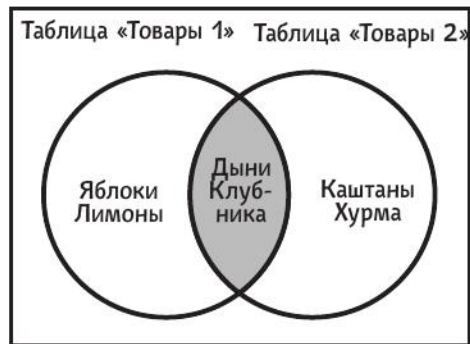 Таблица «Товары 1» Таблица «Товары 2»
Яблоки
Лимоны
Дыни
Клуб-
ника
Каштаны
Хурма